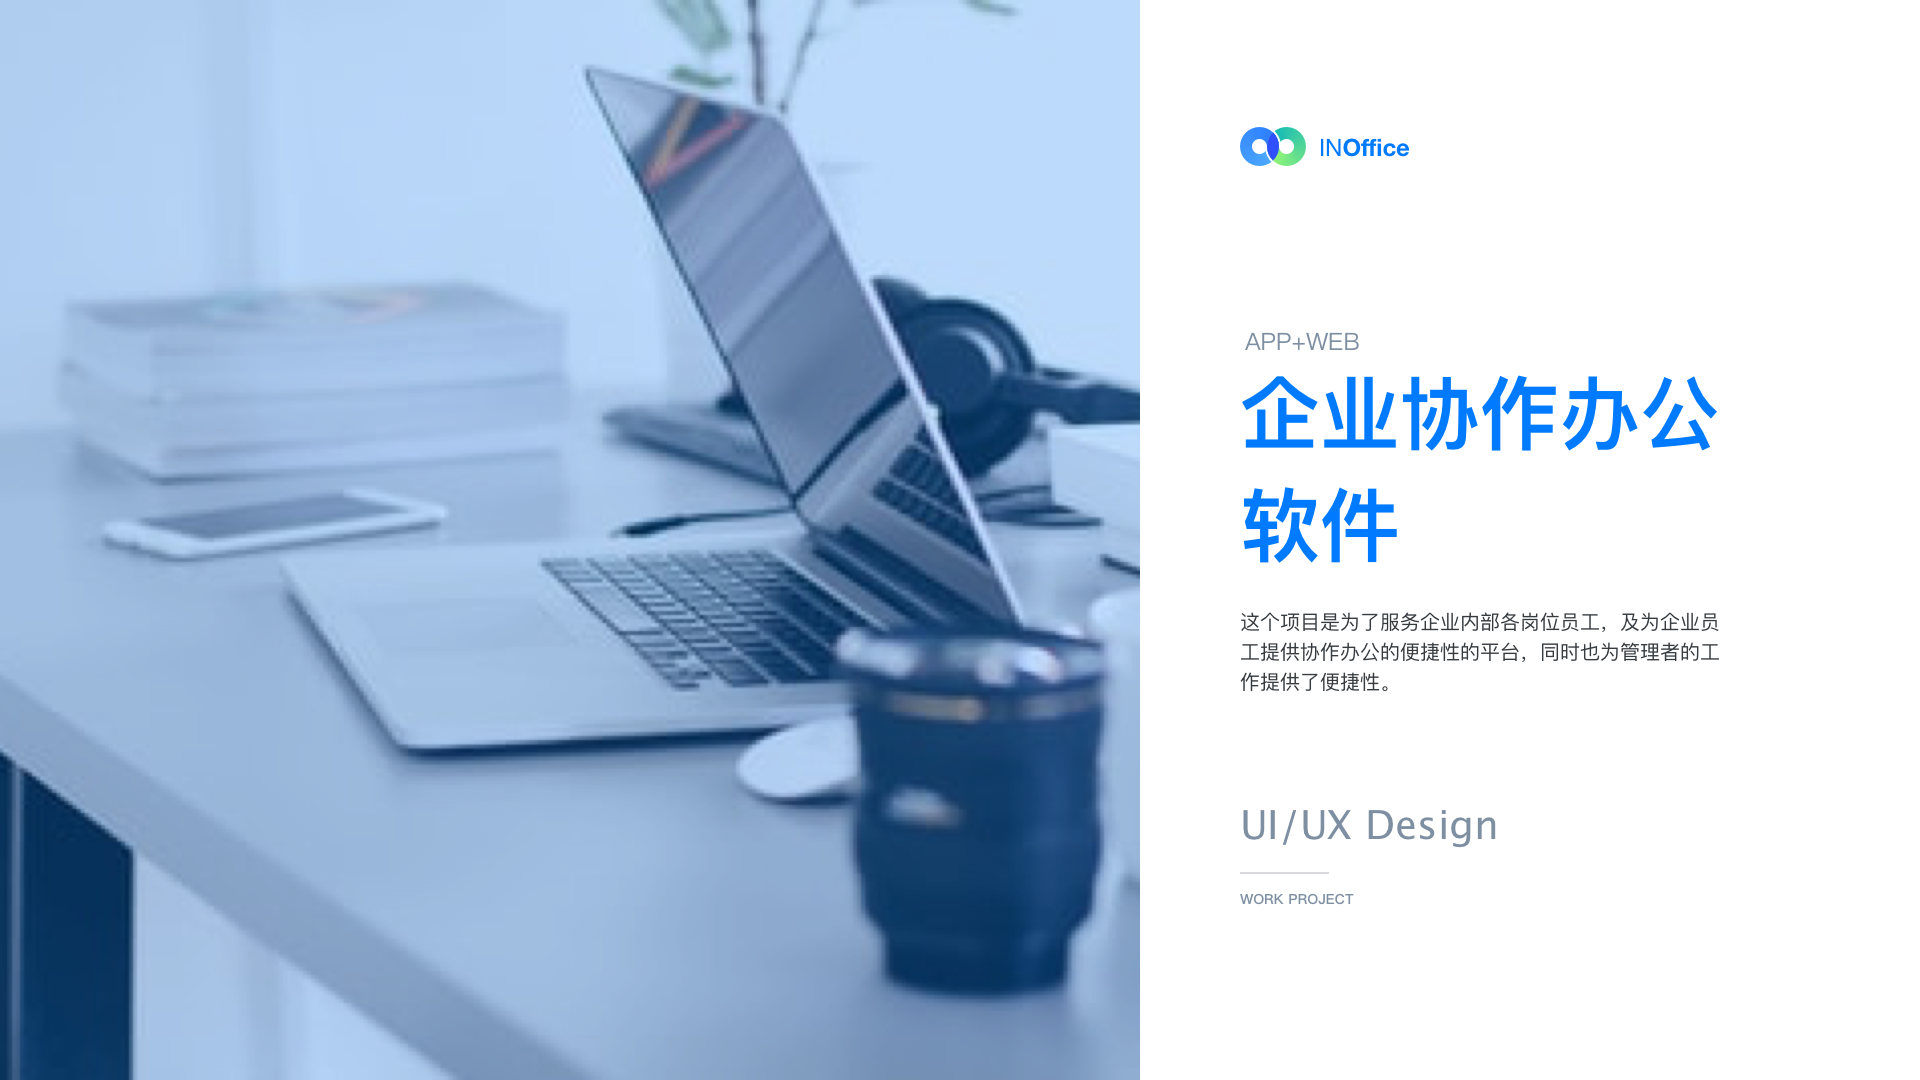 INOffice
APP+WEB
企业协作办公
软件
这个项目是为了服务企业内部各岗位员工，及为企业员
工提供协作办公的便捷性的平台，同时也为管理者的工
作提供了便捷性。
UI/UX Design
WORK PROJECT